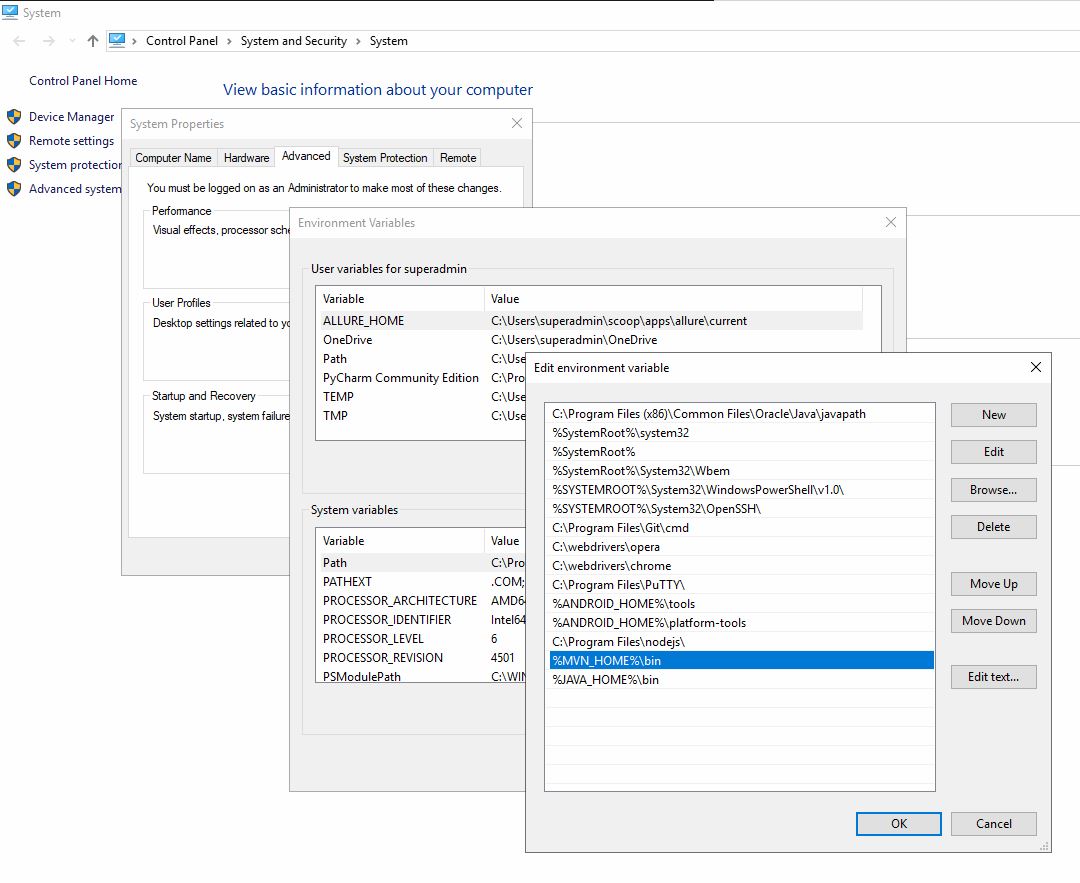 System
Control Panel > System and Security > System
Control Panel Home
View basic information about your computer
Device Manager
Remote settings
System protection
Advanced system
System Properties
Computer Name Hardware Advanced System Protection Remote
You must be logged on as an Administrator to make most of these changes.
Performance
Visual effects, processor sche
User Profiles
Desktop settings related to yo
Startup and Recovery
System startup, system failure
Environment Variables
User variables for superadmin
Variable Value
ALLURE_HOME C:\Users\superadmin\scoop\apps\allure\current
OneDrive C:\Users\superadmin\OneDrive
Path C:\Use
PyCharm Community Edition C:\Pro
TEMP C:\Use
TMP C:\Use
System variables
Variable Value
Path C:\Pro
PATHEXT .COM;
PROCESSOR_ARCHITECTURE AMD64
PROCESSOR_IDENTIFIER Intel64
PROCESSOR_LEVEL 6
PROCESSOR_REVISION 4501
PSModulePath C:\WIN
Edit environment variable
C:\Program Files (x86)\Common Files\Oracle\Java\javapath
%SystemRoot%\system32
%SystemRoot%
%SystemRoot%\System32\Wbem
%SYSTEMROOT%\System32\WindowsPowerShell\v1.0\
%SYSTEMROOT%\System32\OpenSSH\
C:\Program Files\Git\cmd
C:\webdrivers\opera
C:\webdrivers\chrome
C:\Program Files\PuTTY\
%ANDROID_HOME%\tools
%ANDROID_HOME%\platform-tools
C:\Program Files\nodejs\
%MVN_HOME%\bin
%JAVA_HOME%\bin
New
Edit
Browse...
Delete
Move Up
Move Down
Edit text...
OK
Cancel